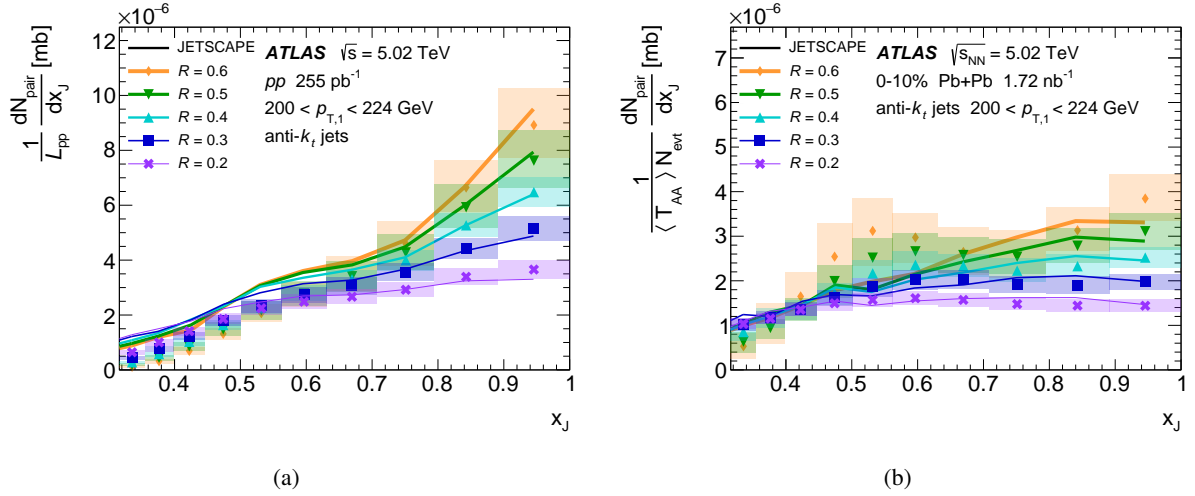 ×10⁻⁶
12
10
8
6
4
2
0
1/L_pp dN_pair/dx_J [mb]
JETSCAPE
R = 0.6
R = 0.5
R = 0.4
R = 0.3
R = 0.2
ATLAS √s = 5.02 TeV
pp 255 pb⁻¹
200 < p_T,1 < 224 GeV
anti-k_t jets
0.4 0.5 0.6 0.7 0.8 0.9 1
x_J
(a)
×10⁻⁶
7
6
5
4
3
2
1
0
1/⟨T_AA⟩ N_evt dN_pair/dx_J [mb]
JETSCAPE
R = 0.6
R = 0.5
R = 0.4
R = 0.3
R = 0.2
ATLAS √s_NN = 5.02 TeV
0-10% Pb+Pb 1.72 nb⁻¹
anti-k_t jets 200 < p_T,1 < 224 GeV
0.4 0.5 0.6 0.7 0.8 0.9 1
x_J
(b)